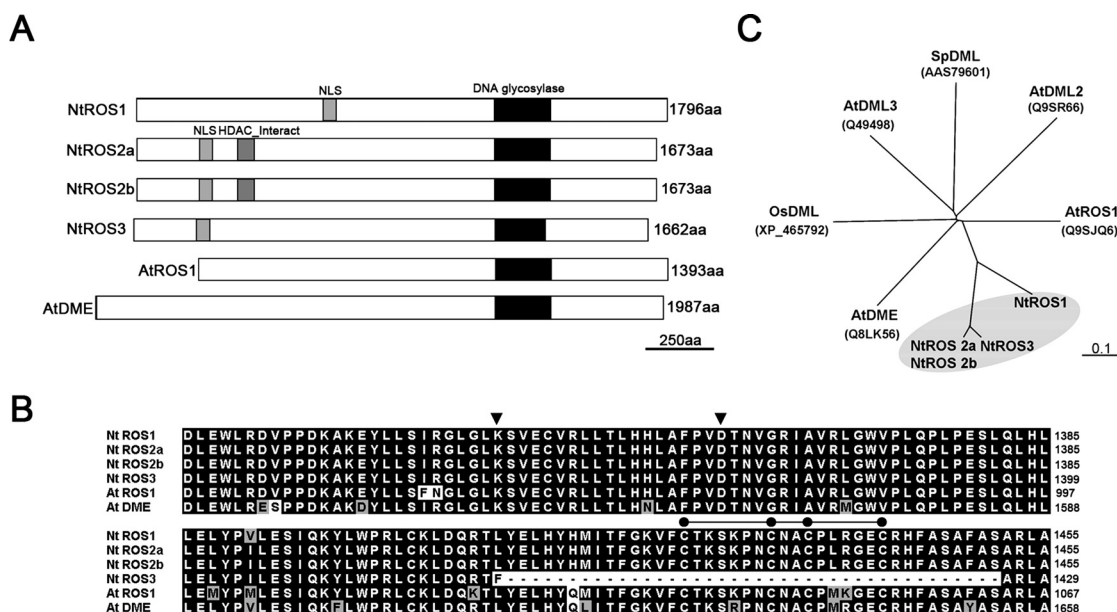 A
NLS
DNA glycosylase
NtROS1 1796aa
NLS HDAC_Interact
NtROS2a 1673aa
NtROS2b 1673aa
NtROS3 1662aa
AtROS1 1393aa
AtDME 1987aa
250aa
C
SpDML
(AAS79601)
AtDML2
(Q9SR66)
AtDML3
(Q49498)
OsDML
(XP_465792)
AtROS1
(Q9SJQ6)
AtDME
(Q8LK56)
NtROS1
NtROS 2a NtROS3
NtROS 2b
0.1
B
Nt ROS1 DLEWLRDVPPDKAKEYLLSIRGLGLKSVECVRLLTLHHLAFPVDTNVGRIAVRLGWVPLQPLPESLQLHL 1385
Nt ROS2a DLEWLRDVPPDKAKEYLLSIRGLGLKSVECVRLLTLHHLAFPVDTNVGRIAVRLGWVPLQPLPESLQLHL 1385
Nt ROS2b DLEWLRDVPPDKAKEYLLSIRGLGLKSVECVRLLTLHHLAFPVDTNVGRIAVRLGWVPLQPLPESLQLHL 1385
Nt ROS3 DLEWLRDVPPDKAKEYLLSIRGLGLKSVECVRLLTLHHLAFPVDTNVGRIAVRLGWVPLQPLPESLQLHL 1399
At ROS1 DLEWLRDVPPDKAKEYLLSFNGLGLKSVECVRLLTLHHLAFPVDTNVGRIAVRLGWVPLQPLPESLQLHL 997
At DME DLEWLRESPPDKAKDYLLSIRGLGLKSVECVRLLTLHNLAFPVDTNVGRIAVRMGWVPLQPLPESLQLHL 1588
Nt ROS1 LELYPVLESIQKYLWPRLCKLDQRTLYELHYHMITFGKVFCTKSKPNCNACPLRGECRHFASAFASARLA 1455
Nt ROS2a LELYPILESIQKYLWPRLCKLDQRTLYELHYHMITFGKVFCTKSKPNCNACPLRGECRHFASAFASARLA 1455
Nt ROS2b LELYPILESIQKYLWPRLCKLDQRTLYELHYHMITFGKVFCTKSKPNCNACPLRGECRHFASAFASARLA 1455
Nt ROS3 LELYPILESIQKYLWPRLCKLDQRTF----------------------------------------ARLA 1429
At ROS1 LEMYPMLESIQKYLWPRLCKLDQKTLYELHYQMITFGKVFCTKSKPNCNACPMKGECRHFASAFASARLA 1067
At DME LELYPVLESIQKFLWPRLCKLDQRTLYELHYQLITFGKVFCTKSRPNCNACPMRGECRHFASAYASARLA 1658